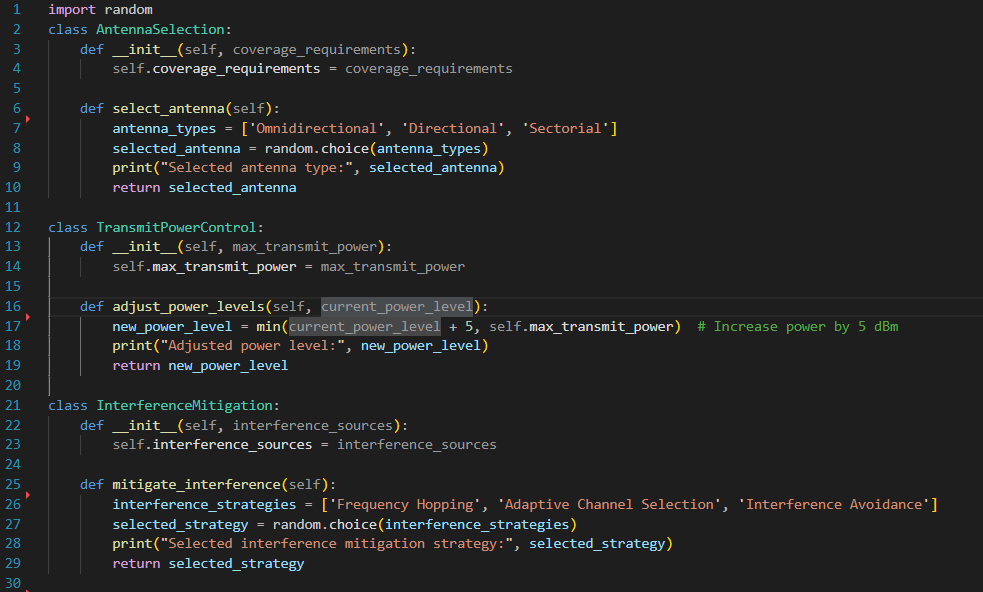 1 import random
2 class AntennaSelection:
3     def __init__(self, coverage_requirements):
4         self.coverage_requirements = coverage_requirements
5
6     def select_antenna(self):
7         antenna_types = ['Omnidirectional', 'Directional', 'Sectorial']
8         selected_antenna = random.choice(antenna_types)
9         print("Selected antenna type:", selected_antenna)
10         return selected_antenna
11
12 class TransmitPowerControl:
13     def __init__(self, max_transmit_power):
14         self.max_transmit_power = max_transmit_power
15
16     def adjust_power_levels(self, current_power_level):
17         new_power_level = min(current_power_level + 5, self.max_transmit_power)  # Increase power by 5 dBm
18         print("Adjusted power level:", new_power_level)
19         return new_power_level
20
21 class InterferenceMitigation:
22     def __init__(self, interference_sources):
23         self.interference_sources = interference_sources
24
25     def mitigate_interference(self):
26         interference_strategies = ['Frequency Hopping', 'Adaptive Channel Selection', 'Interference Avoidance']
27         selected_strategy = random.choice(interference_strategies)
28         print("Selected interference mitigation strategy:", selected_strategy)
29         return selected_strategy
30